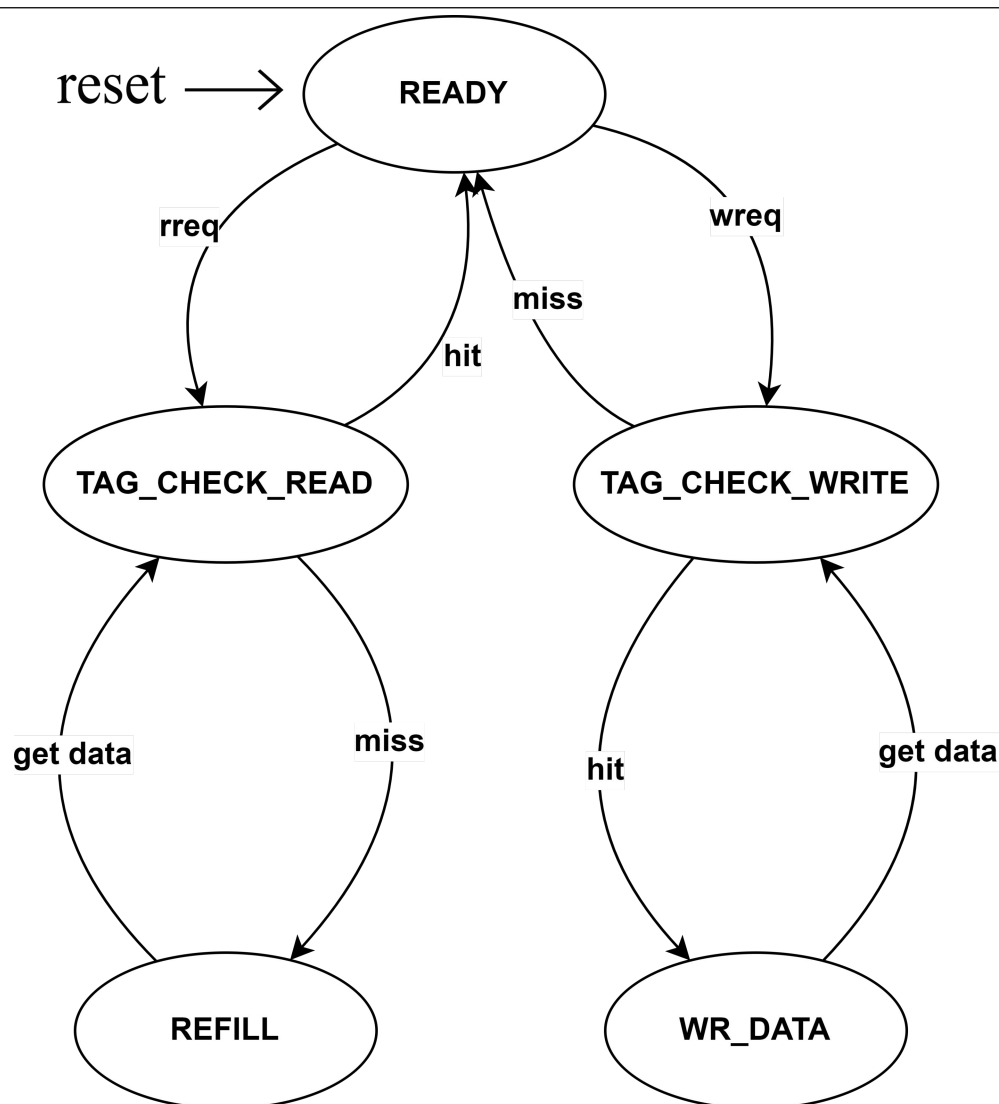 READY
reset
rreq
wreq
miss
hit
TAG_CHECK_READ
TAG_CHECK_WRITE
get data
miss
hit
get data
REFILL
WR_DATA